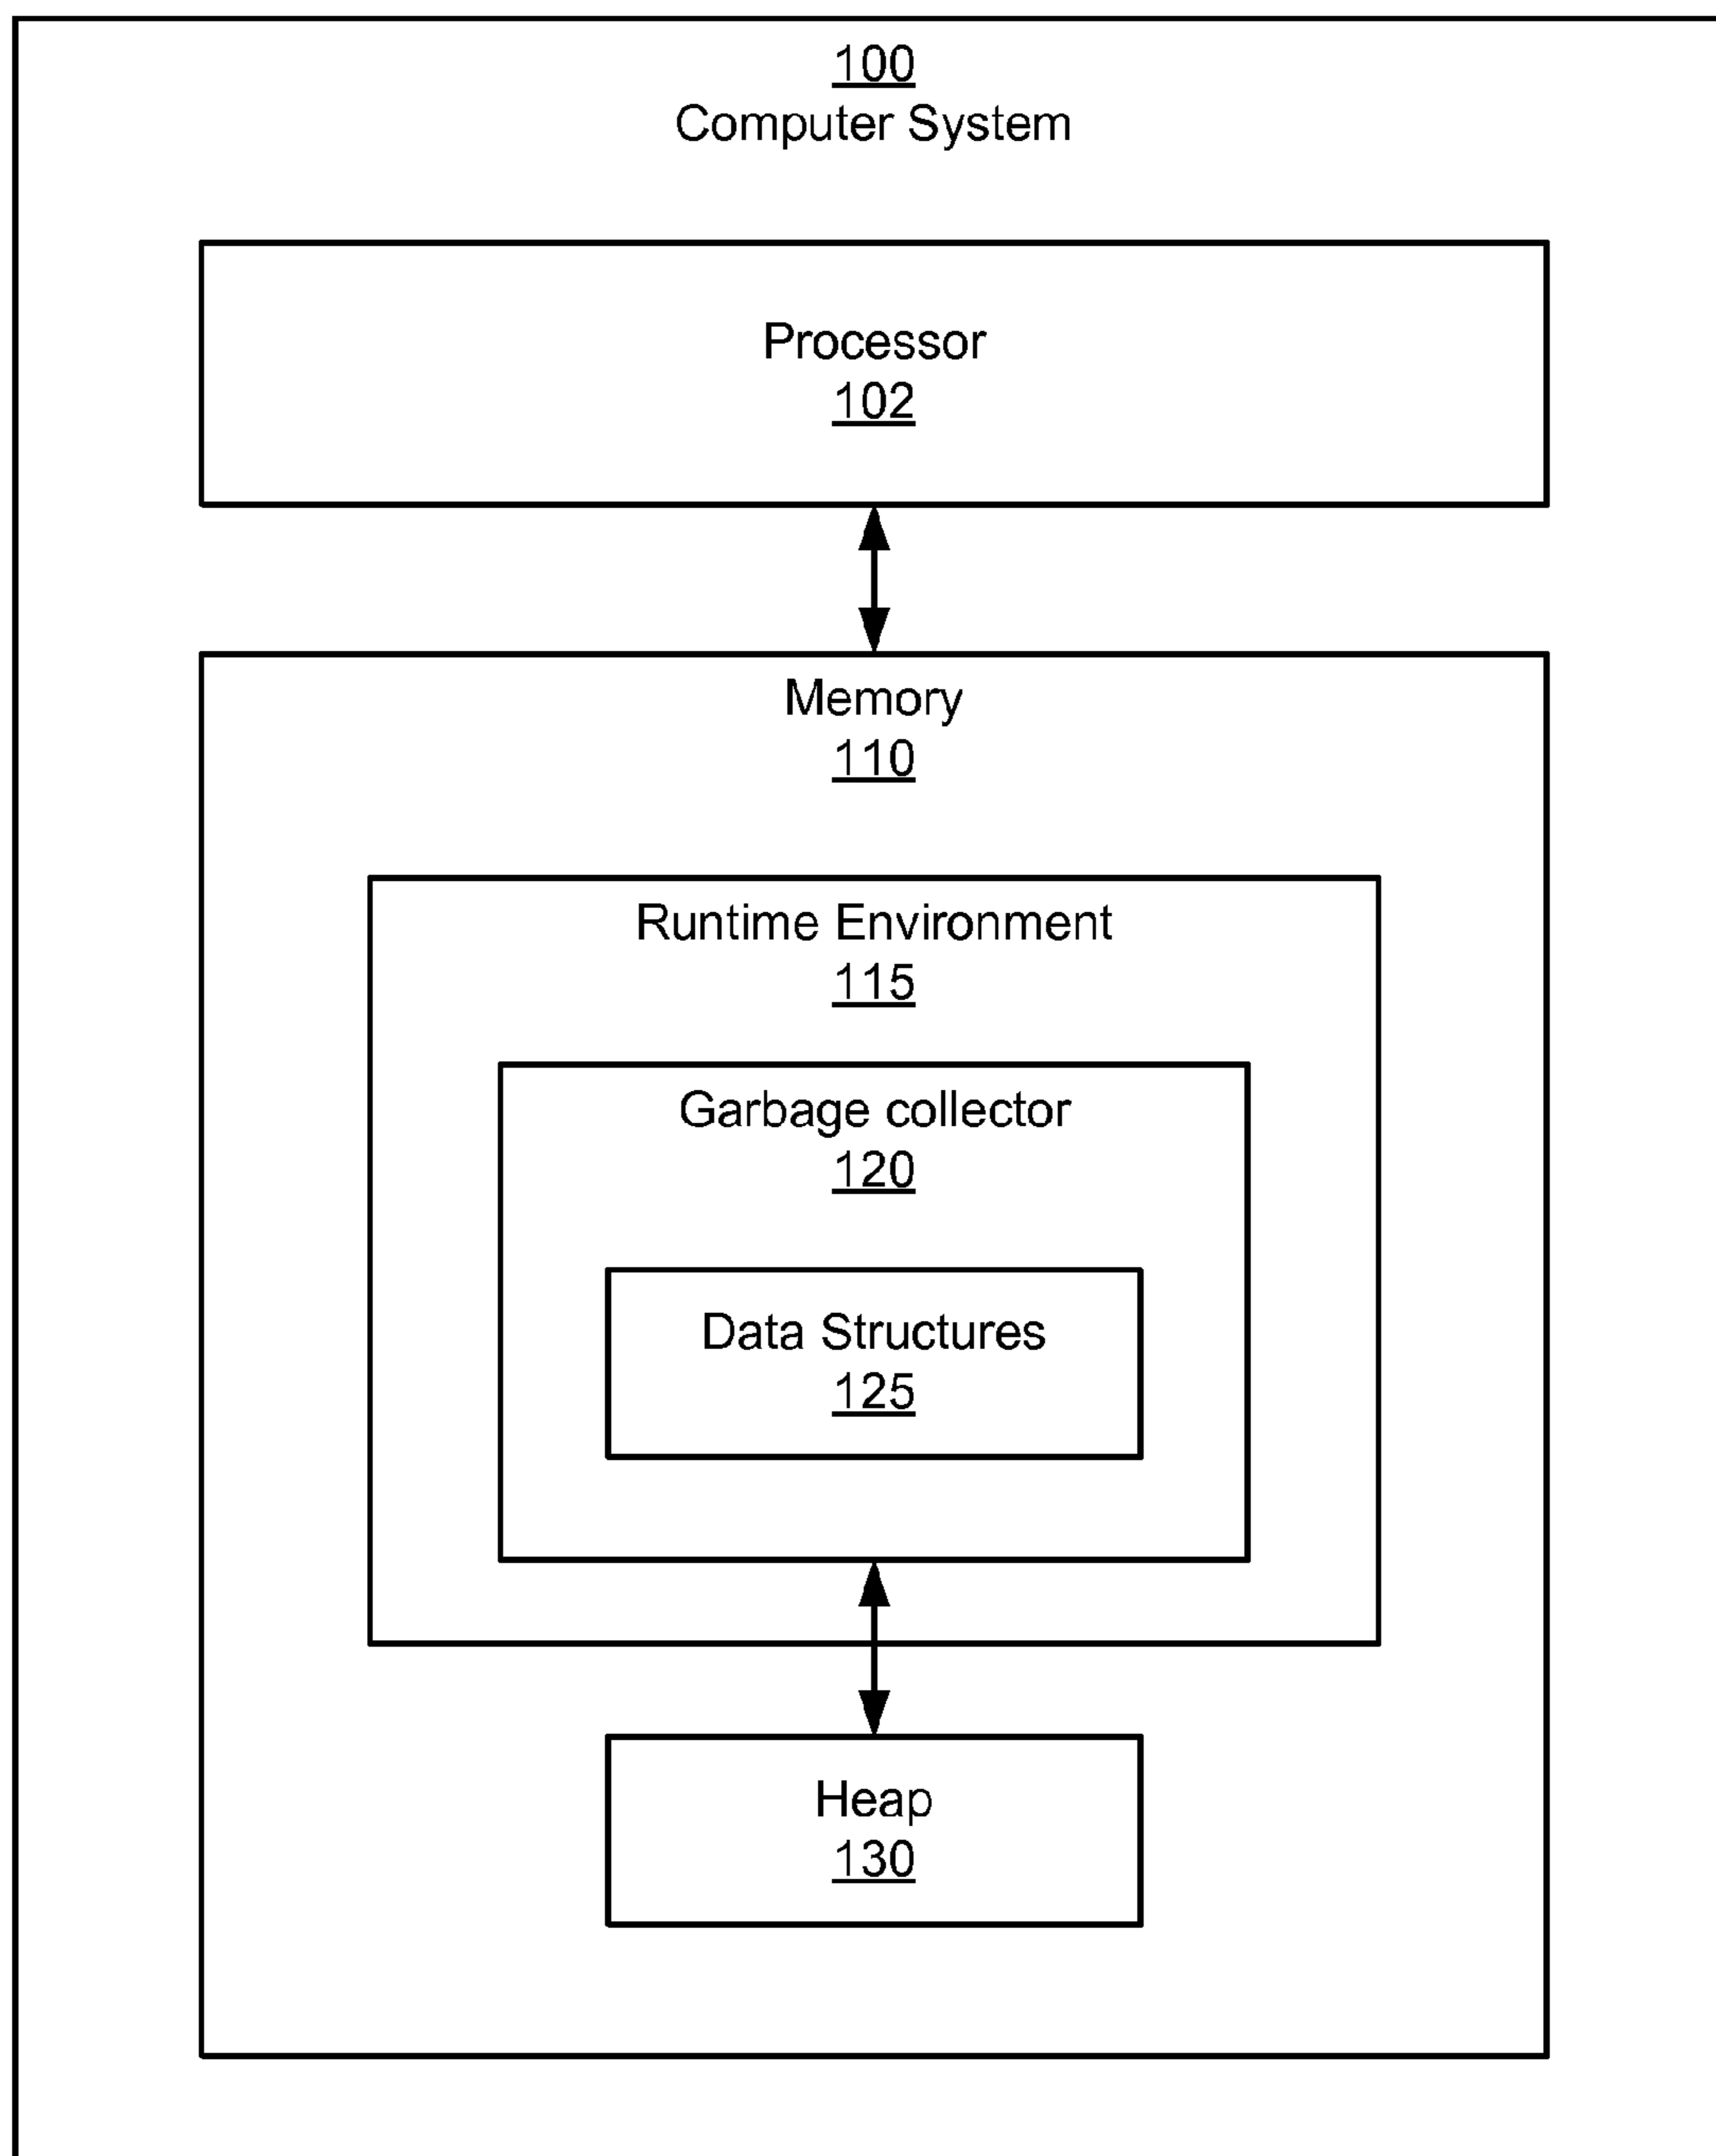 100
Computer System
Processor
102
Memory
110
Runtime Environment
115
Garbage collector
120
Data Structures
125
Heap
130